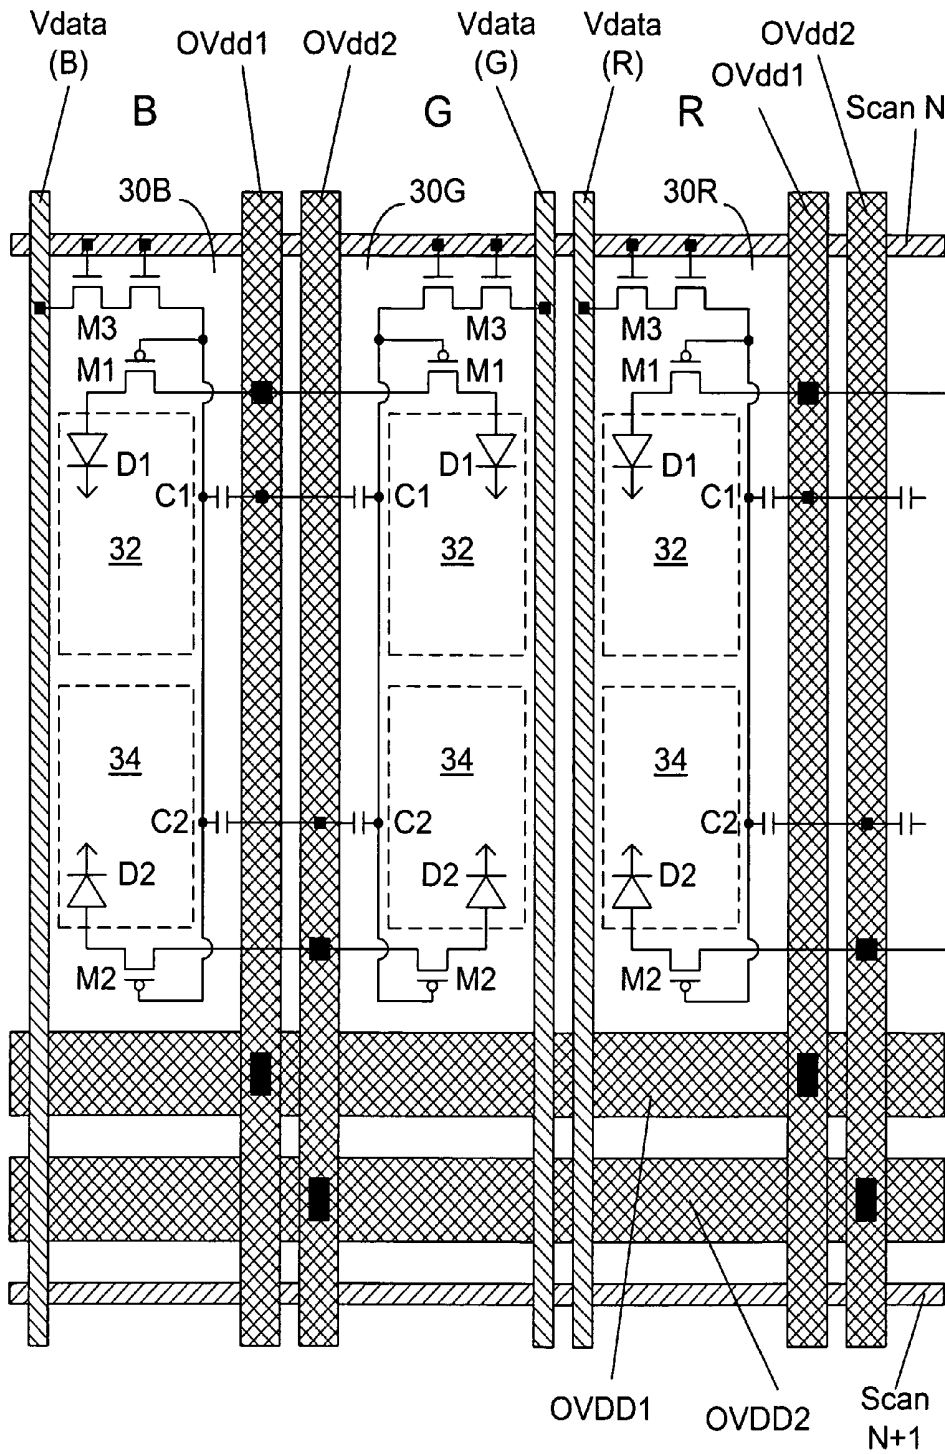 Vdata
(B)
OVdd1
OVdd2
Vdata
(G)
Vdata
(R)
OVdd2
OVdd1
Scan N
B
G
R
30B
30G
30R
M3
M3
M3
M1
M1
M1
D1
D1
D1
C1
C1
C1
32
32
32
34
34
34
C2
C2
C2
D2
D2
D2
M2
M2
M2
OVDD1
OVDD2
Scan
N+1